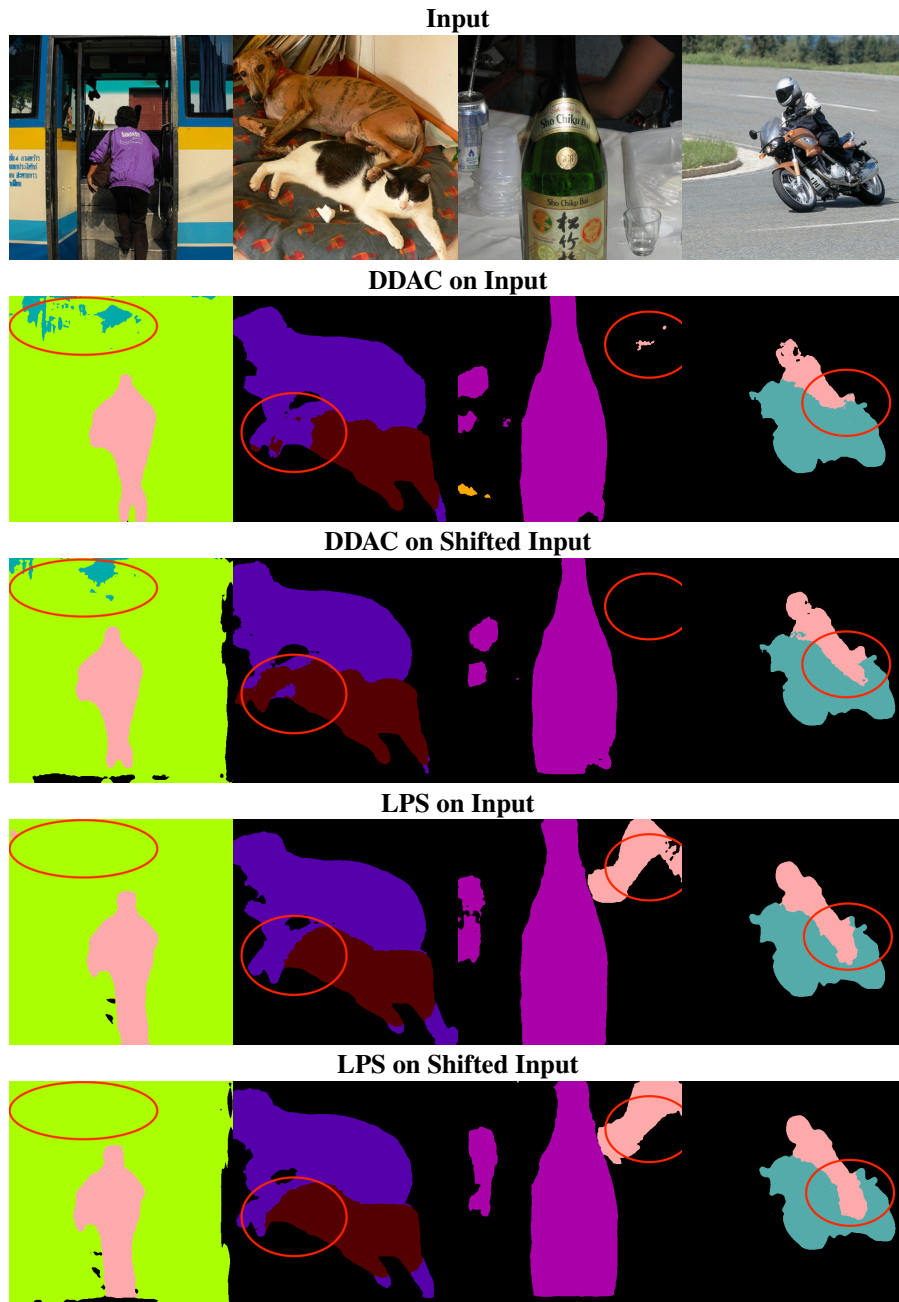 Input
BANGKOK
Sho Chiku Bai
Sho Chiku Bai
松
竹
梅
DDAC on Input
DDAC on Shifted Input
LPS on Input
LPS on Shifted Input